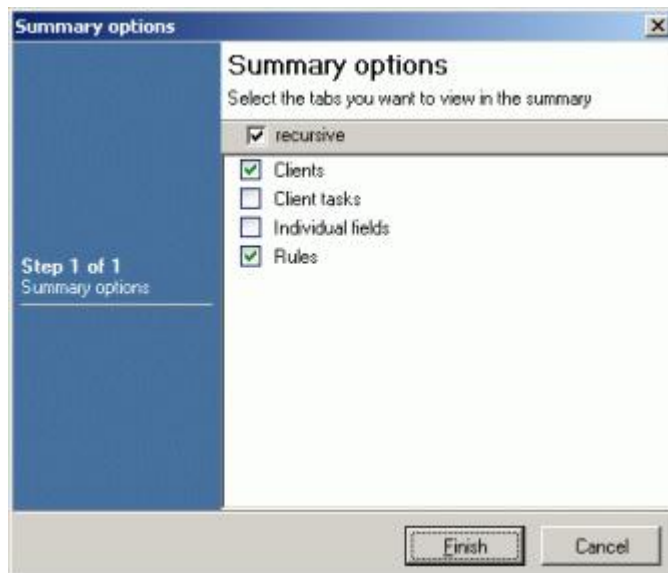 Summary options
Summary options
Select the tabs you want to view in the summary
recursive
Clients
Client tasks
Individual fields
Rules
Step 1 of 1
Summary options
Finish
Cancel